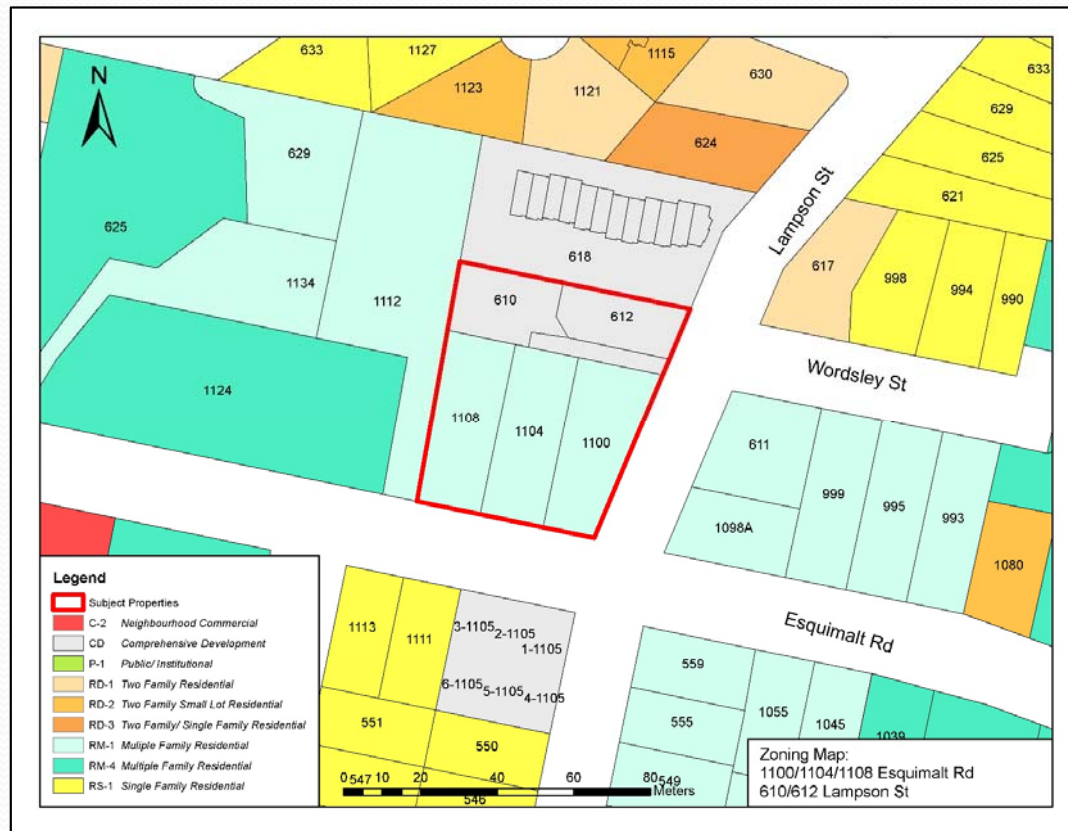 633
1127
1115
630
633
N
1123
1121
629
629
624
625
Lampson St
621
625
618
617
998
994
990
610
612
1134
1112
Wordsley St
1124
1108
1104
1100
611
999
995
993
1098A
1080
Esquimalt Rd
1113
1111
3-1105
2-1105
1-1105
6-1105
5-1105
4-1105
559
1055
1045
1039
551
550
555
547
546
549
0 10 20 40 60 80
Meters
Legend
Subject Properties
C-2 Neighbourhood Commercial
CD Comprehensive Development
P-1 Public/ Institutional
RD-1 Two Family Residential
RD-2 Two Family Small Lot Residential
RD-3 Two Family/ Single Family Residential
RM-1 Muliple Family Residential
RM-4 Multiple Family Residential
RS-1 Single Family Residential
Zoning Map:
1100/1104/1108 Esquimalt Rd
610/612 Lampson St